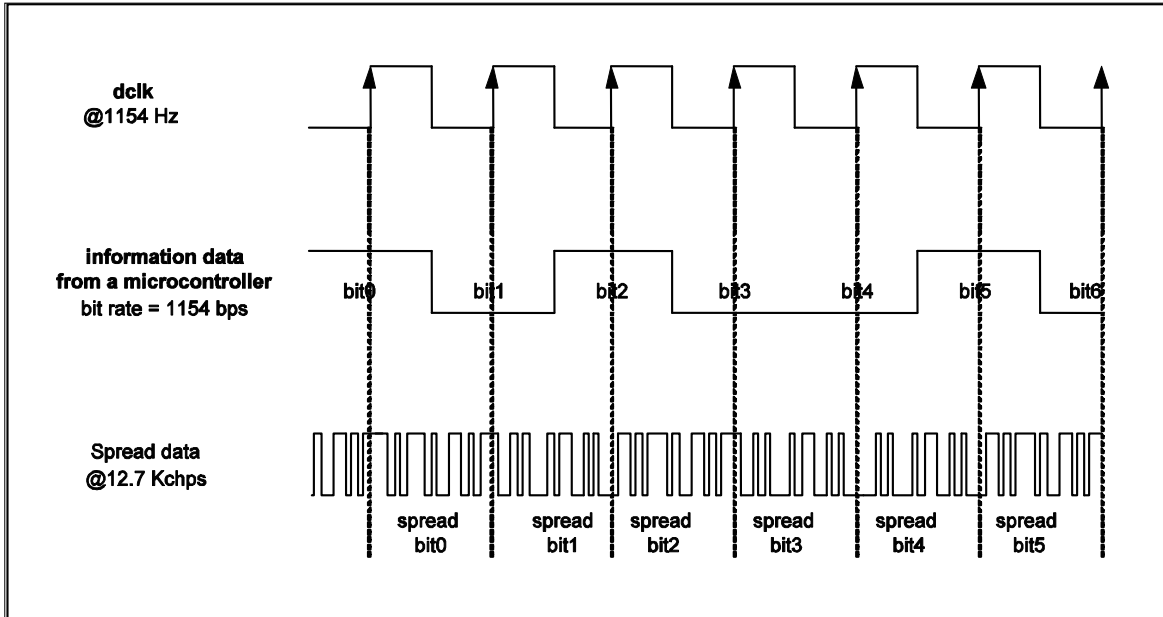 dclk
@1154 Hz
information data
from a microcontroller
bit rate = 1154 bps
bit0 bit1 bit2 bit3 bit4 bit5 bit6
Spread data
@12.7 Kchps
spread spread spread spread spread spread
bit0 bit1 bit2 bit3 bit4 bit5